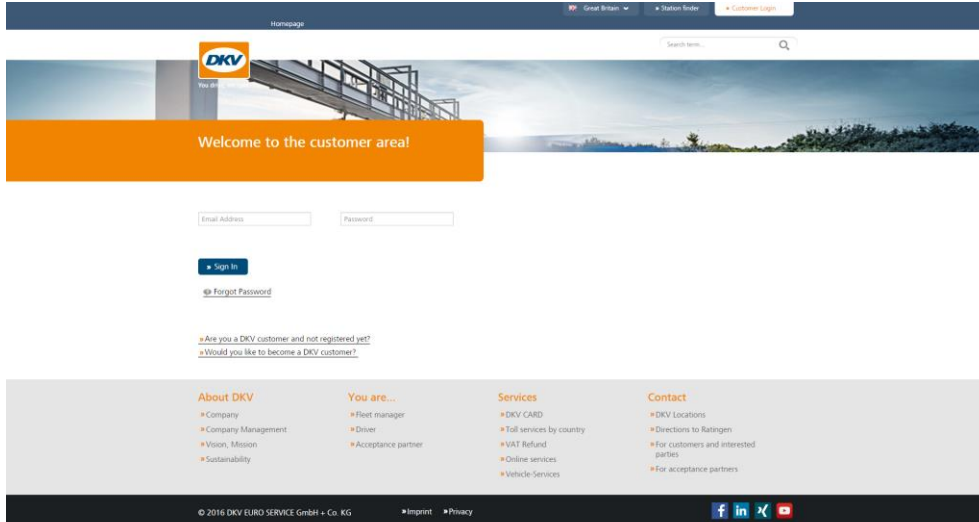 Great Britain
» Station finder
» Customer Login
Homepage
Search term...
DKV
You drive,
Welcome to the customer area!
Email Address
Password
» Sign In
Forgot Password
» Are you a DKV customer and not registered yet?
» Would you like to become a DKV customer?
About DKV
» Company
» Company Management
» Vision, Mission
» Sustainability
You are...
» Fleet manager
» Driver
» Acceptance partner
Services
» DKV CARD
» Toll services by country
» VAT Refund
» Online services
» Vehicle-Services
Contact
» DKV Locations
» Directions to Ratingen
» For customers and interested
parties
» For acceptance partners
© 2016 DKV EURO SERVICE GmbH + Co. KG
» Imprint
» Privacy